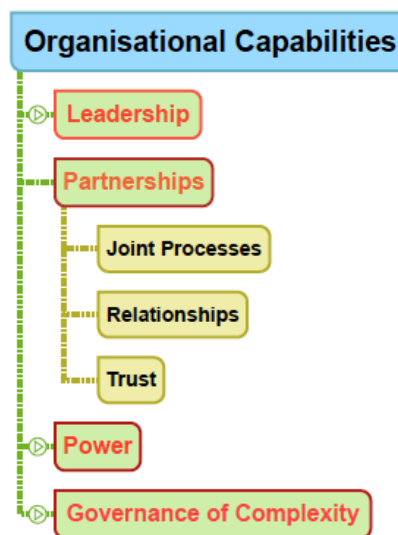 Organisational Capabilities
Leadership
Partnerships
Joint Processes
Relationships
Trust
Power
Governance of Complexity